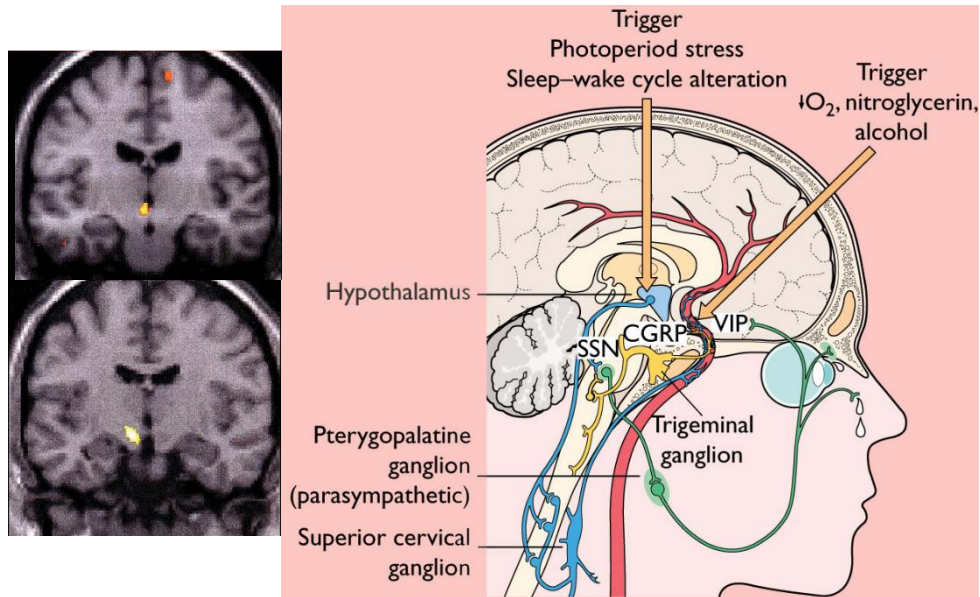 Trigger
Photoperiod stress
Sleep–wake cycle alteration
Trigger
↓O₂, nitroglycerin,
alcohol
Hypothalamus
CGRP
VIP
SSN
Trigeminal
ganglion
Pterygopalatine
ganglion
(parasympathetic)
Superior cervical
ganglion